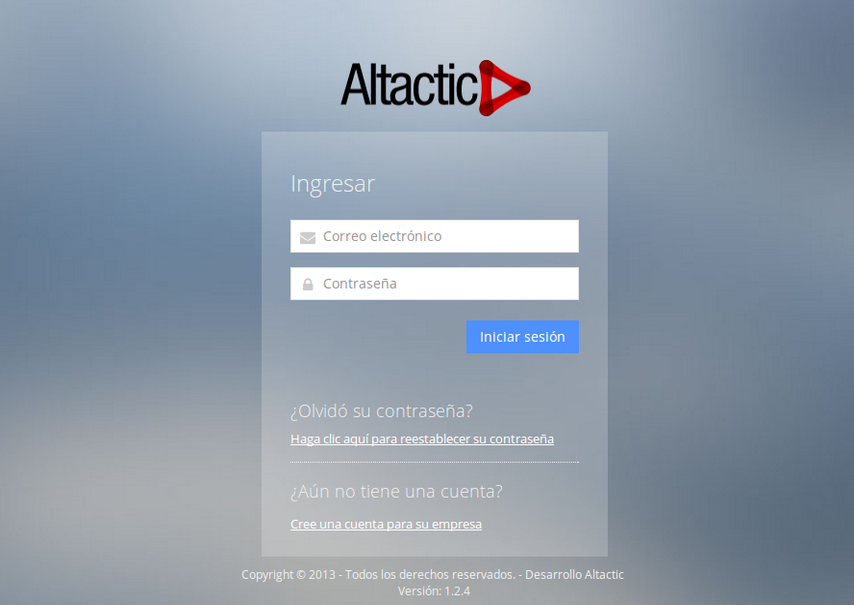 Altactic
Ingresar
Correo electrónico
Contraseña
Iniciar sesión
¿Olvidó su contraseña?
Haga clic aquí para reestablecer su contraseña
¿Aún no tiene una cuenta?
Cree una cuenta para su empresa
Copyright © 2013 - Todos los derechos reservados. - Desarrollo Altactic
Versión: 1.2.4